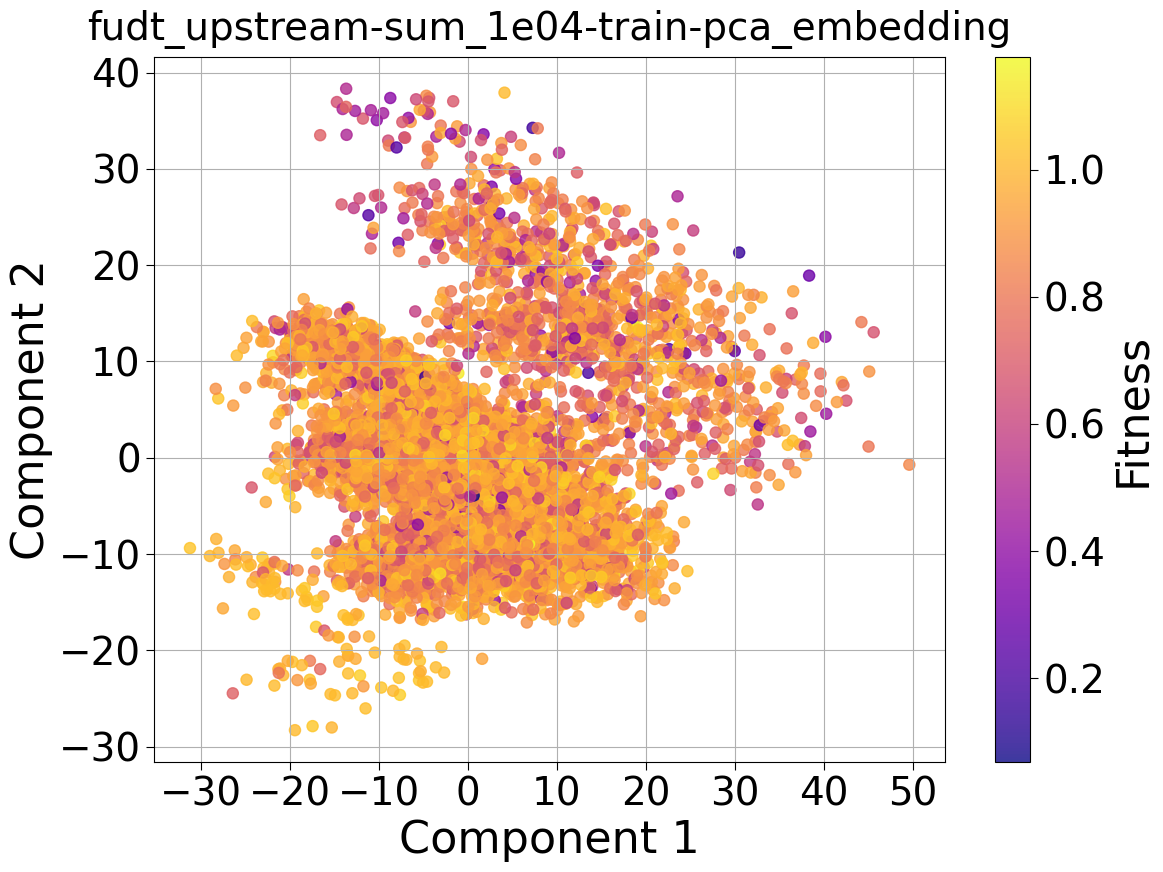 fudt_upstream-sum_1e04-train-pca_embedding
40
30
20
10
0
−10
−20
−30
Component 2
−30 −20 −10 0 10 20 30 40 50
Component 1
1.0
0.8
0.6
0.4
0.2
Fitness